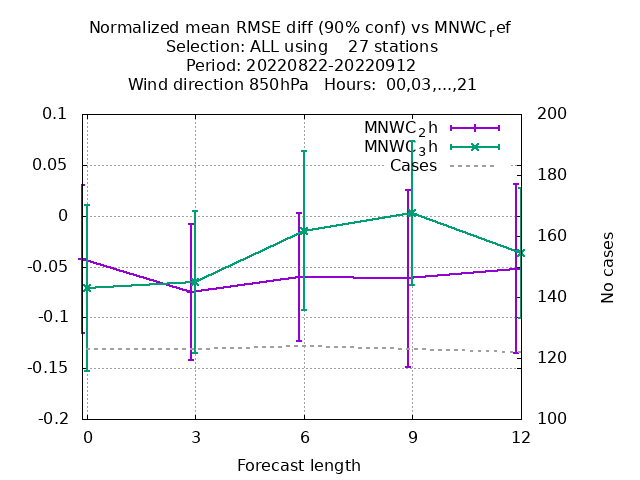 Normalized mean RMSE diff (90% conf) vs MNWC_ref
Selection: ALL using 27 stations
Period: 20220822-20220912
Wind direction 850hPa Hours: 00,03,...,21
0.1
0.05
0
-0.05
-0.1
-0.15
-0.2
200
180
160
140
120
100
MNWC_2h
MNWC_3h
Cases
No cases
0 3 6 9 12
Forecast length